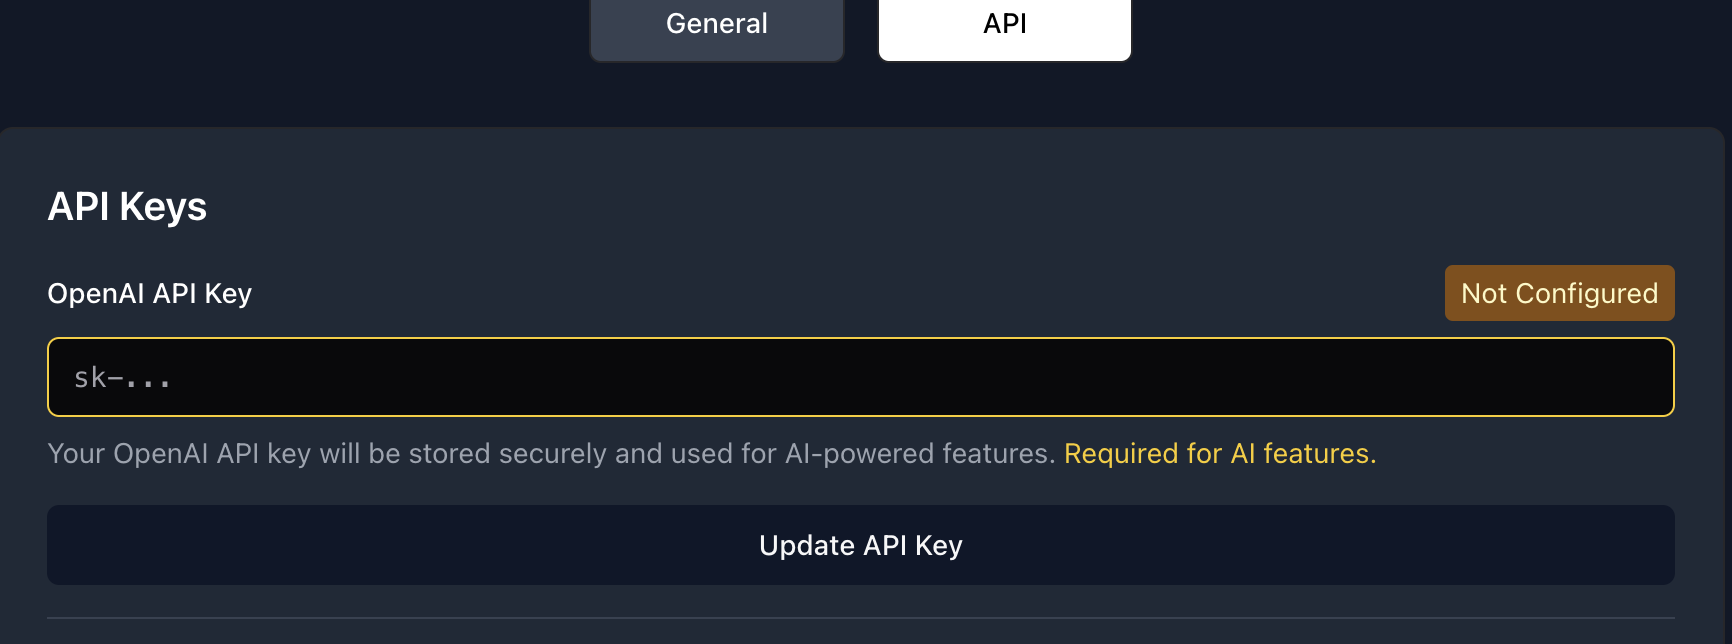 General
API
API Keys
OpenAI API Key
Not Configured
sk-...
Your OpenAI API key will be stored securely and used for AI-powered features. Required for AI features.
Update API Key